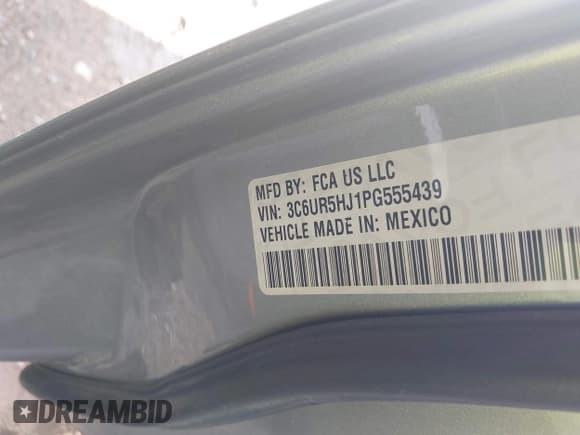 MFD BY: FCA US LLC
VIN: 3C6UR5HJ1PG555439
VEHICLE MADE IN: MEXICO
DREAMBID